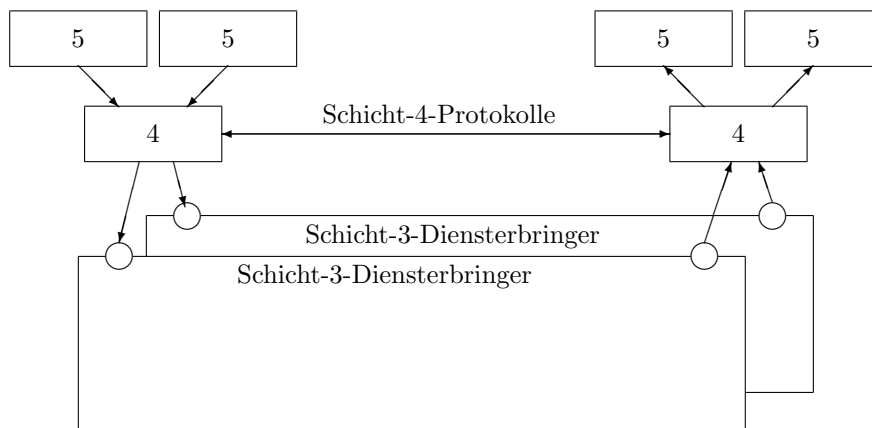 5 5 5 5
4 Schicht-4-Protokolle 4
Schicht-3-Diensterbringer
Schicht-3-Diensterbringer